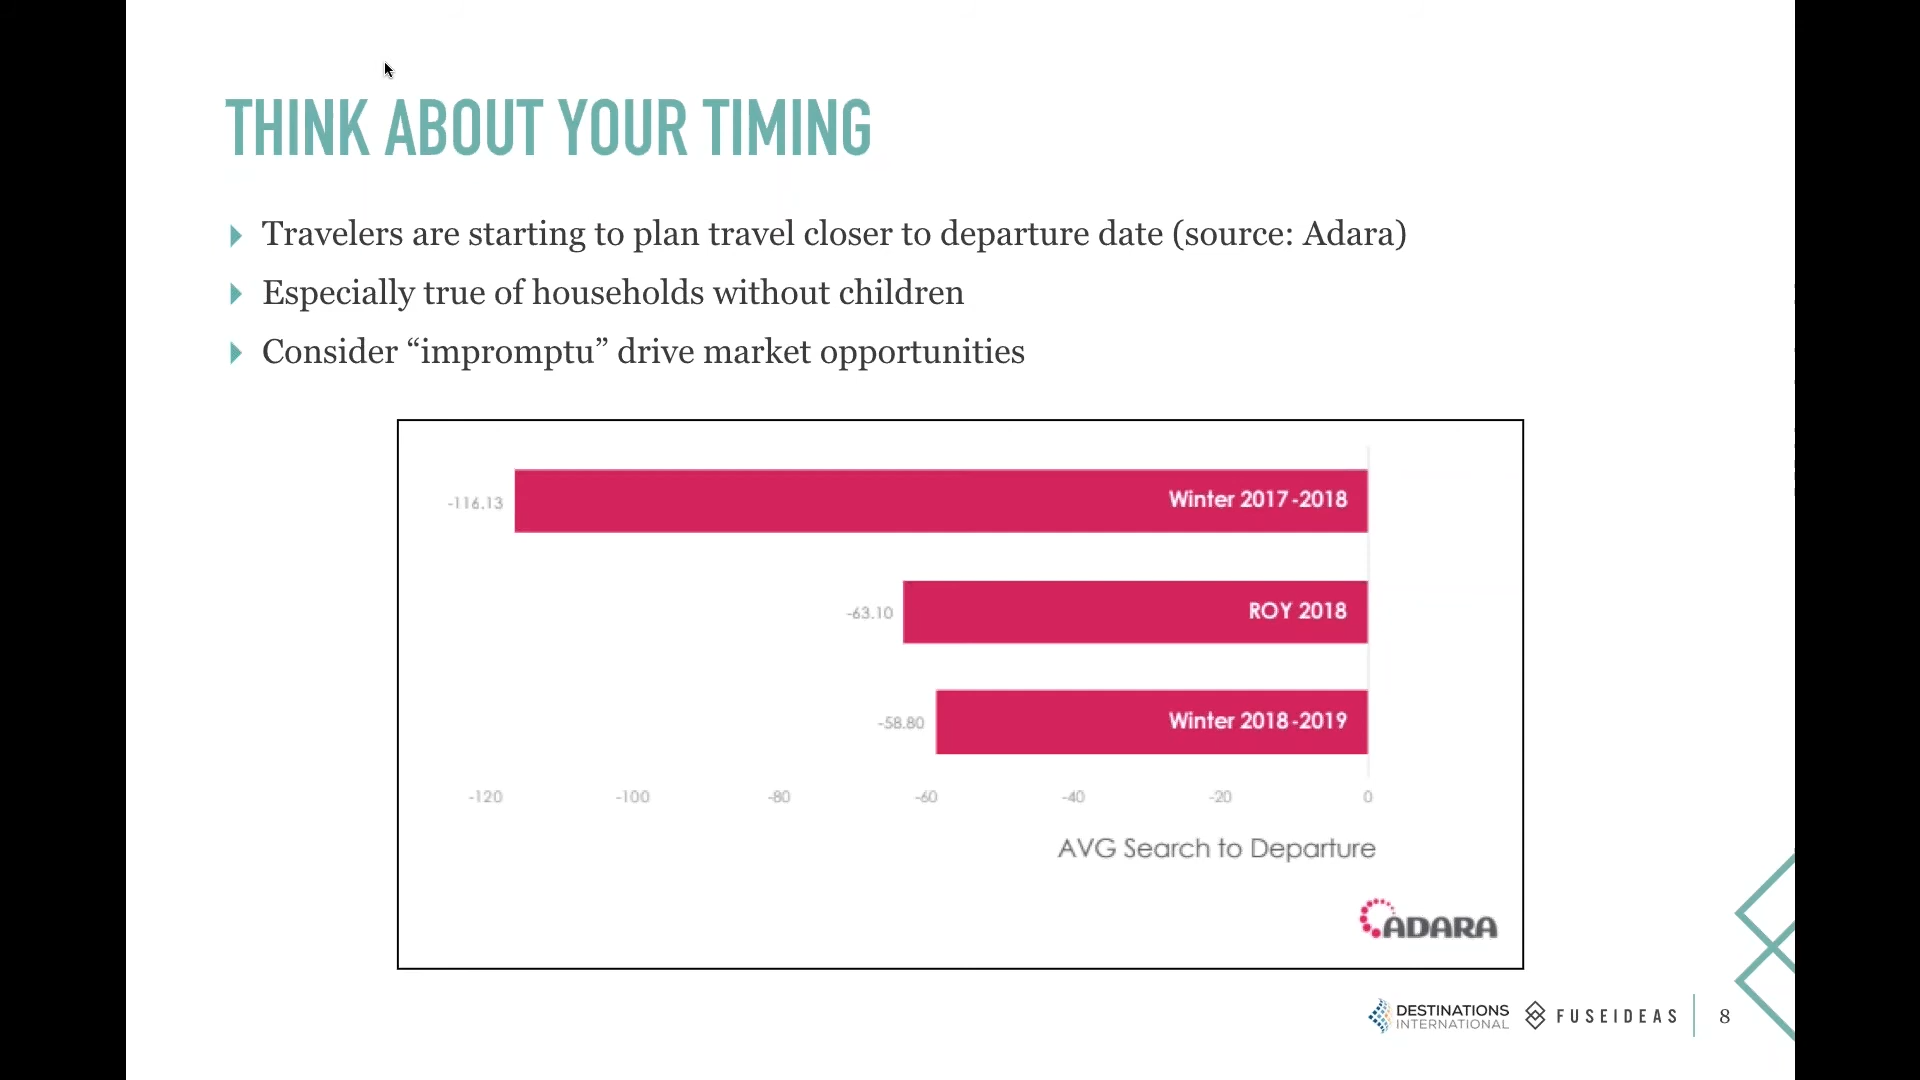 THINK ABOUT YOUR TIMING
Travelers are starting to plan travel closer to departure date (source: Adara)
Especially true of households without children
Consider “impromptu” drive market opportunities
-116.13
Winter 2017-2018
-63.10
ROY 2018
-58.80
Winter 2018-2019
-120 -100 -80 -60 -40 -20 0
AVG Search to Departure
ADARA
DESTINATIONS
INTERNATIONAL
FUSEIDEAS
8